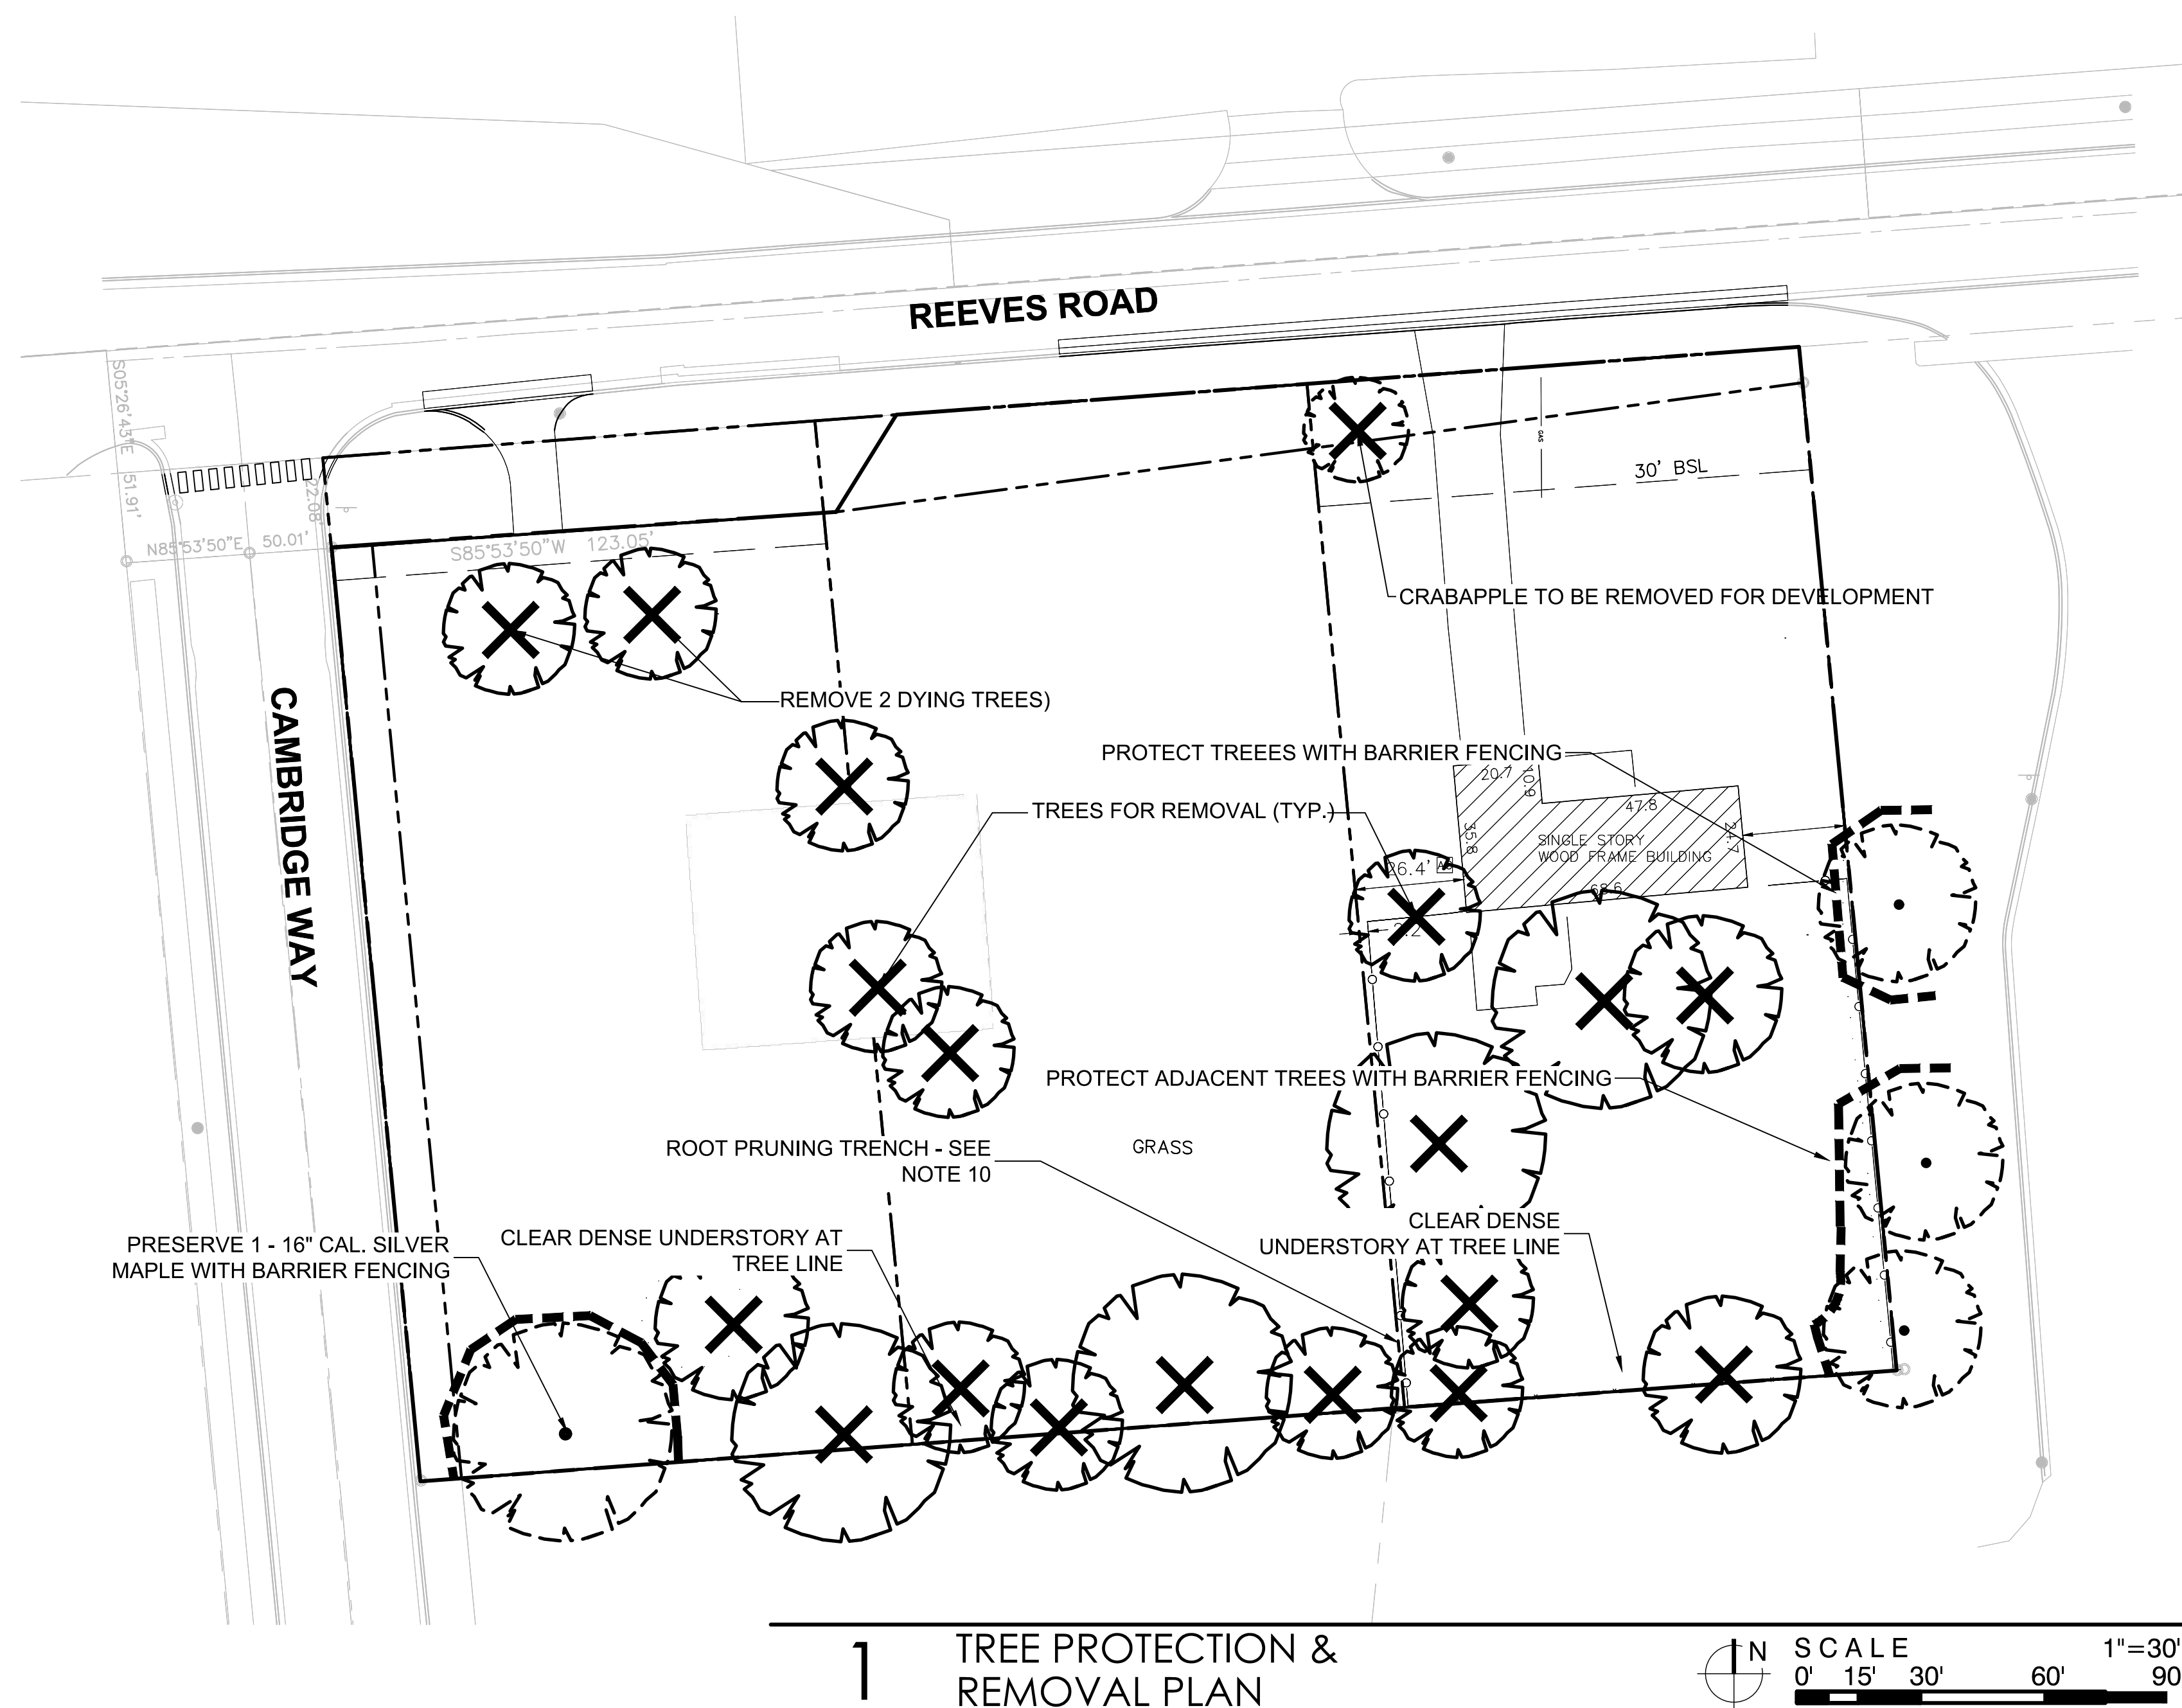 REEVES ROAD
S05°26'43"E 51.91'
22.08'
N85°53'50"E 50.01'
S85°53'50"W 123.05'
GAS
30' BSL
CRABAPPLE TO BE REMOVED FOR DEVELOPMENT
REMOVE 2 DYING TREES)
CAMBRIDGE WAY
PROTECT TREEES WITH BARRIER FENCING
20.7
10.9
47.8
TREES FOR REMOVAL (TYP.)
35.8
24.7
SINGLE STORY
WOOD FRAME BUILDING
26.4'
68.6
PROTECT ADJACENT TREES WITH BARRIER FENCING
ROOT PRUNING TRENCH - SEE
NOTE 10
GRASS
PRESERVE 1 - 16" CAL. SILVER
MAPLE WITH BARRIER FENCING
CLEAR DENSE UNDERSTORY AT
TREE LINE
CLEAR DENSE
UNDERSTORY AT TREE LINE
1
TREE PROTECTION &
REMOVAL PLAN
N
SCALE 1"=30'
0' 15' 30' 60' 90